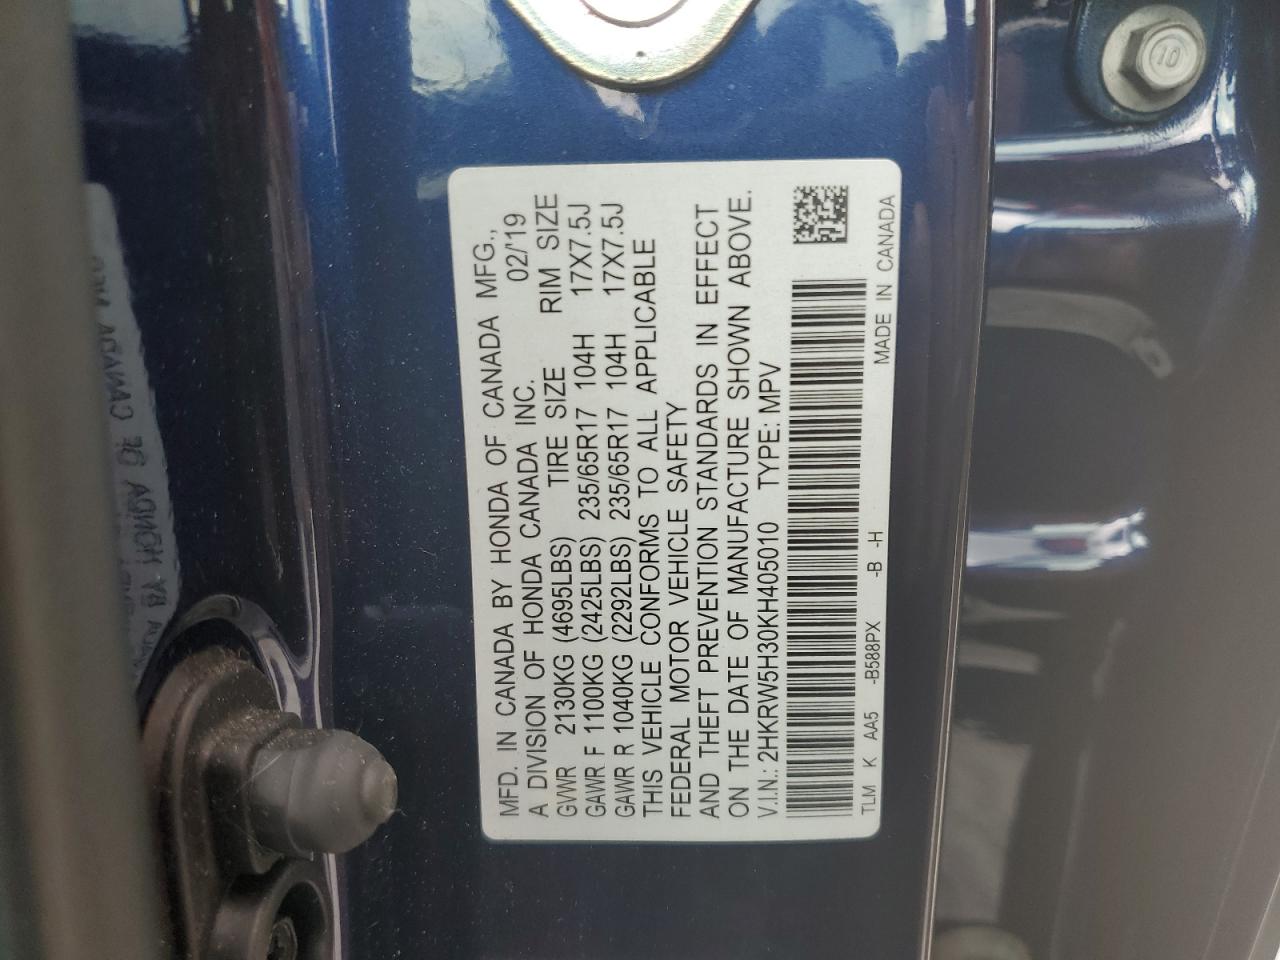 MFD. IN CANADA BY HONDA OF CANADA MFG.,
A DIVISION OF HONDA CANADA INC. 02/'19
GVWR 2130KG (4695LBS) TIRE SIZE RIM SIZE
GAWR F 1100KG (2425LBS) 235/65R17 104H 17X7.5J
GAWR R 1040KG (2292LBS) 235/65R17 104H 17X7.5J
THIS VEHICLE CONFORMS TO ALL APPLICABLE
FEDERAL MOTOR VEHICLE SAFETY
AND THEFT PREVENTION STANDARDS IN EFFECT
ON THE DATE OF MANUFACTURE SHOWN ABOVE.
V.I.N.: 2HKRW5H30KH405010 TYPE: MPV
TLM K AA5 -B588PX -B -H MADE IN CANADA
10